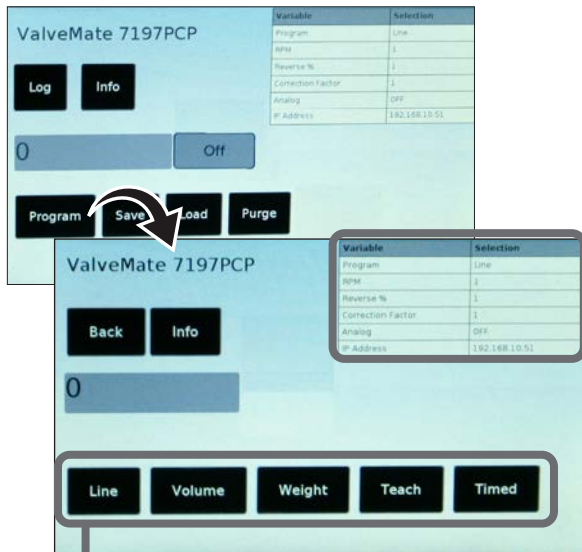 ValveMate 7197PCP
Variable Selection
Program Line
RPM 1
Reverse % 1
Correction Factor 1
Analog OFF
IP Address 192.168.10.51
Log Info
0 Off
Program Save Load Purge
ValveMate 7197PCP
Variable Selection
Program Line
RPM 1
Reverse % 1
Correction Factor 1
Analog OFF
IP Address 192.168.10.51
Back Info
0
Line Volume Weight Teach Timed